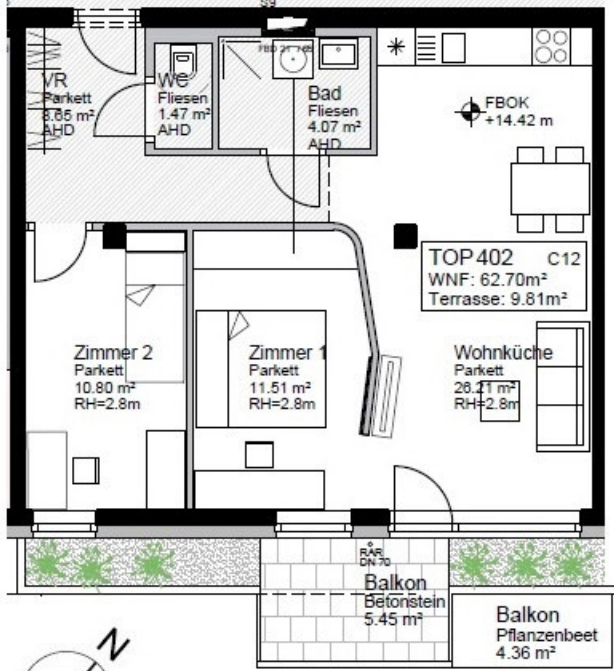 S9
VR
Parkett
8.65 m²
AHD
WC
Fliesen
1.47 m²
AHD
Bad
Fliesen
4.07 m²
AHD
FBOK
+14.42 m
TOP 402 C12
WNF: 62.70m²
Terrasse: 9.81m²
Zimmer 2
Parkett
10.80 m²
RH=2.8m
Zimmer 1
Parkett
11.51 m²
RH=2.8m
Wohnküche
Parkett
26.21 m²
RH=2.8m
RAR
DN 70
Balkon
Betonstein
5.45 m²
Balkon
Pflanzenbeet
4.36 m²
N